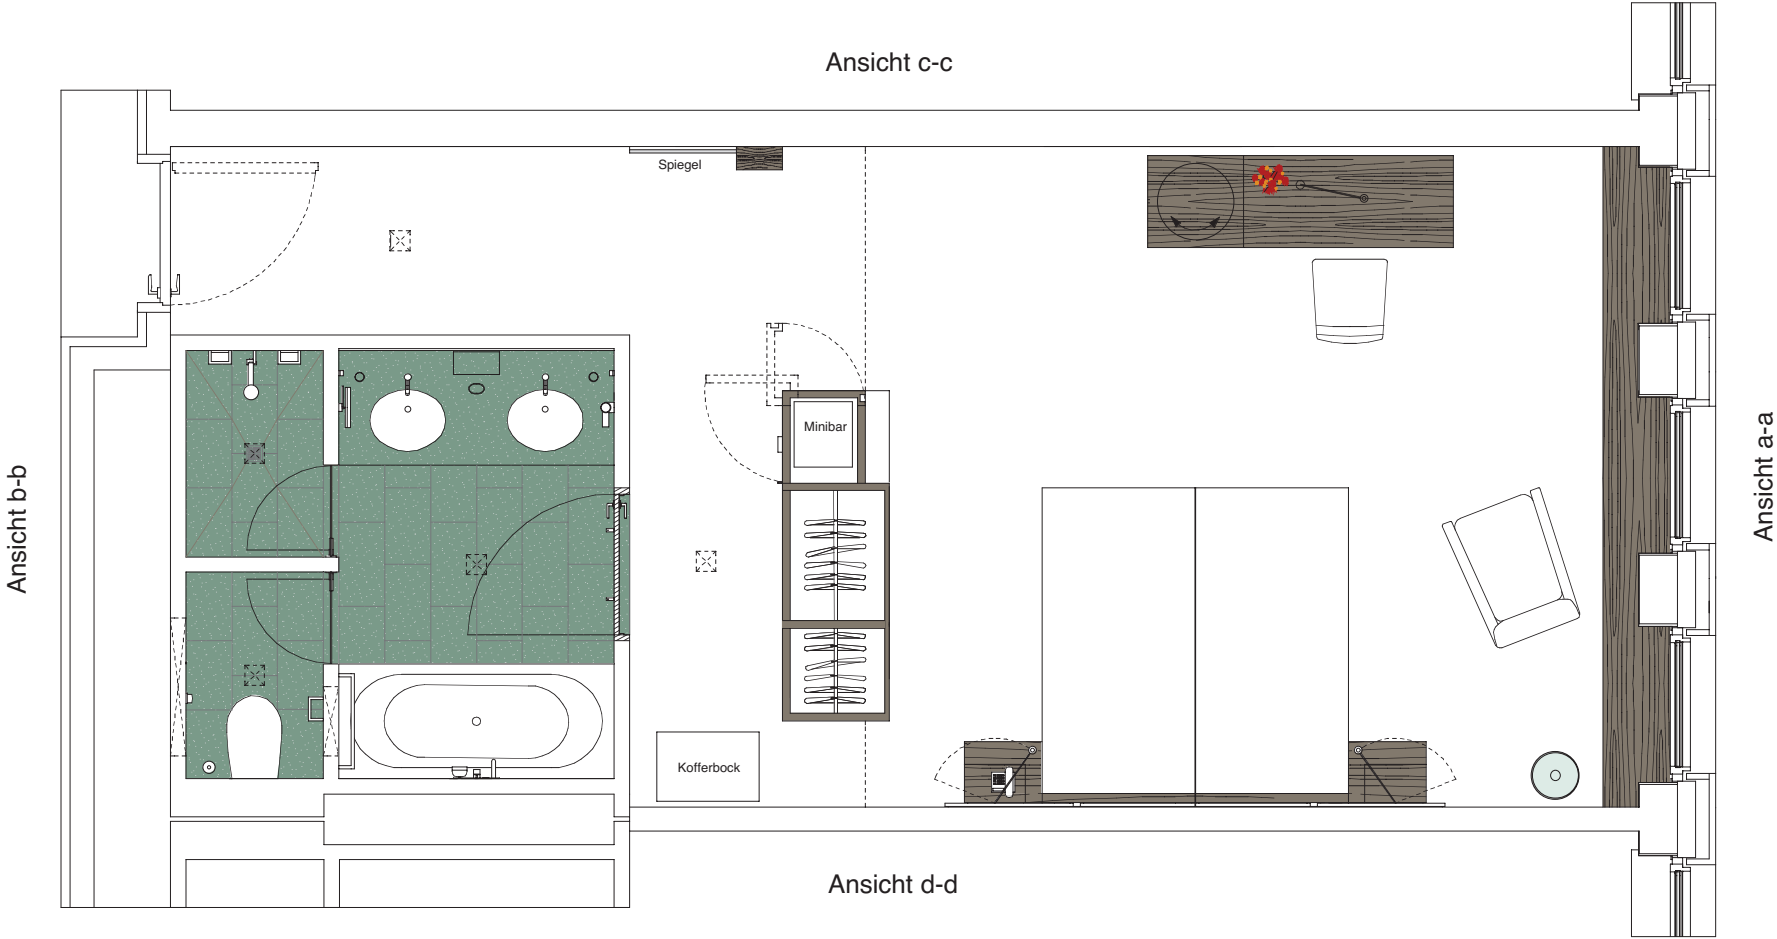 Ansicht c-c
Spiegel
Minibar
Ansicht b-b
Ansicht a-a
Kofferbock
Ansicht d-d